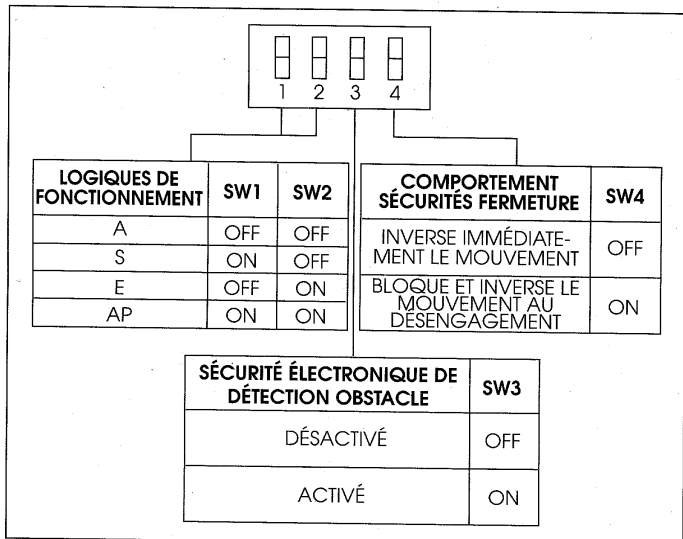 1 2 3 4
LOGIQUES DE FONCTIONNEMENT SW1 SW2
A OFF OFF
S ON OFF
E OFF ON
AP ON ON
COMPORTEMENT
SÉCURITÉS FERMETURE SW4
INVERSE IMMÉDIATE-
MENT LE MOUVEMENT OFF
BLOQUE ET INVERSE LE
MOUVEMENT AU
DÉSENGAGEMENT ON
SÉCURITÉ ÉLECTRONIQUE DE
DÉTECTION OBSTACLE SW3
DÉSACTIVÉ OFF
ACTIVÉ ON